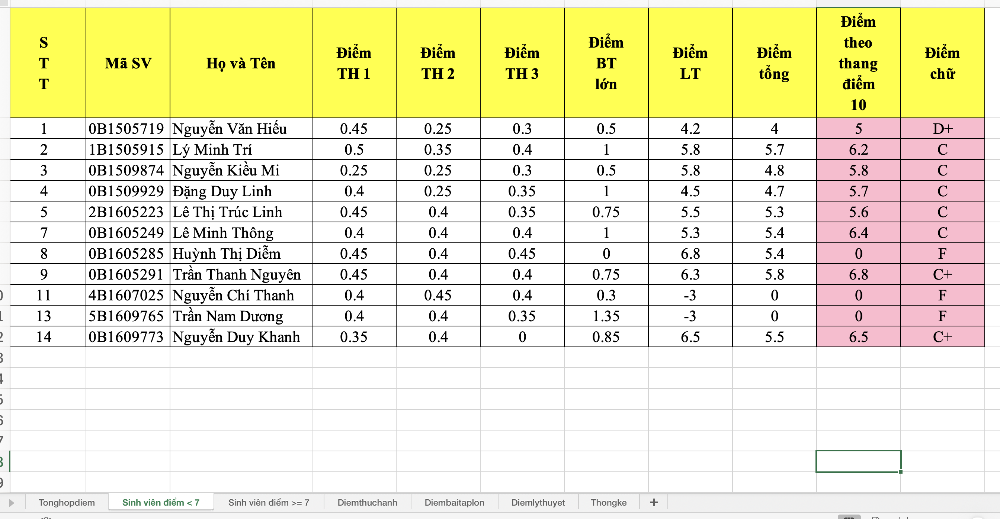 S T T Mã SV Họ và Tên Điểm TH 1 Điểm TH 2 Điểm TH 3 Điểm BT lớn Điểm LT Điểm tổng Điểm theo thang điểm 10 Điểm chữ
1 0B1505719 Nguyễn Văn Hiếu 0.45 0.25 0.3 0.5 4.2 4 5 D+
2 1B1505915 Lý Minh Trí 0.5 0.35 0.4 1 5.8 5.7 6.2 C
3 0B1509874 Nguyễn Kiều Mi 0.25 0.25 0.3 0.5 5.8 4.8 5.8 C
4 0B1509929 Đặng Duy Linh 0.4 0.25 0.35 1 4.5 4.7 5.7 C
5 2B1605223 Lê Thị Trúc Linh 0.45 0.4 0.35 0.75 5.5 5.3 5.6 C
7 0B1605249 Lê Minh Thông 0.4 0.4 0.4 1 5.3 5.4 6.4 C
8 0B1605285 Huỳnh Thị Diễm 0.45 0.4 0.45 0 6.8 5.4 0 F
9 0B1605291 Trần Thanh Nguyên 0.45 0.4 0.4 0.75 6.3 5.8 6.8 C+
11 4B1607025 Nguyễn Chí Thanh 0.4 0.45 0.4 0.3 -3 0 0 F
13 5B1609765 Trần Nam Dương 0.4 0.4 0.35 1.35 -3 0 0 F
14 0B1609773 Nguyễn Duy Khanh 0.35 0.4 0 0.85 6.5 5.5 6.5 C+
Tonghopdiem Sinh viên điểm < 7 Sinh viên điểm >= 7 Diemthuchanh Diembaitaplon Diemlythuyet Thongke +